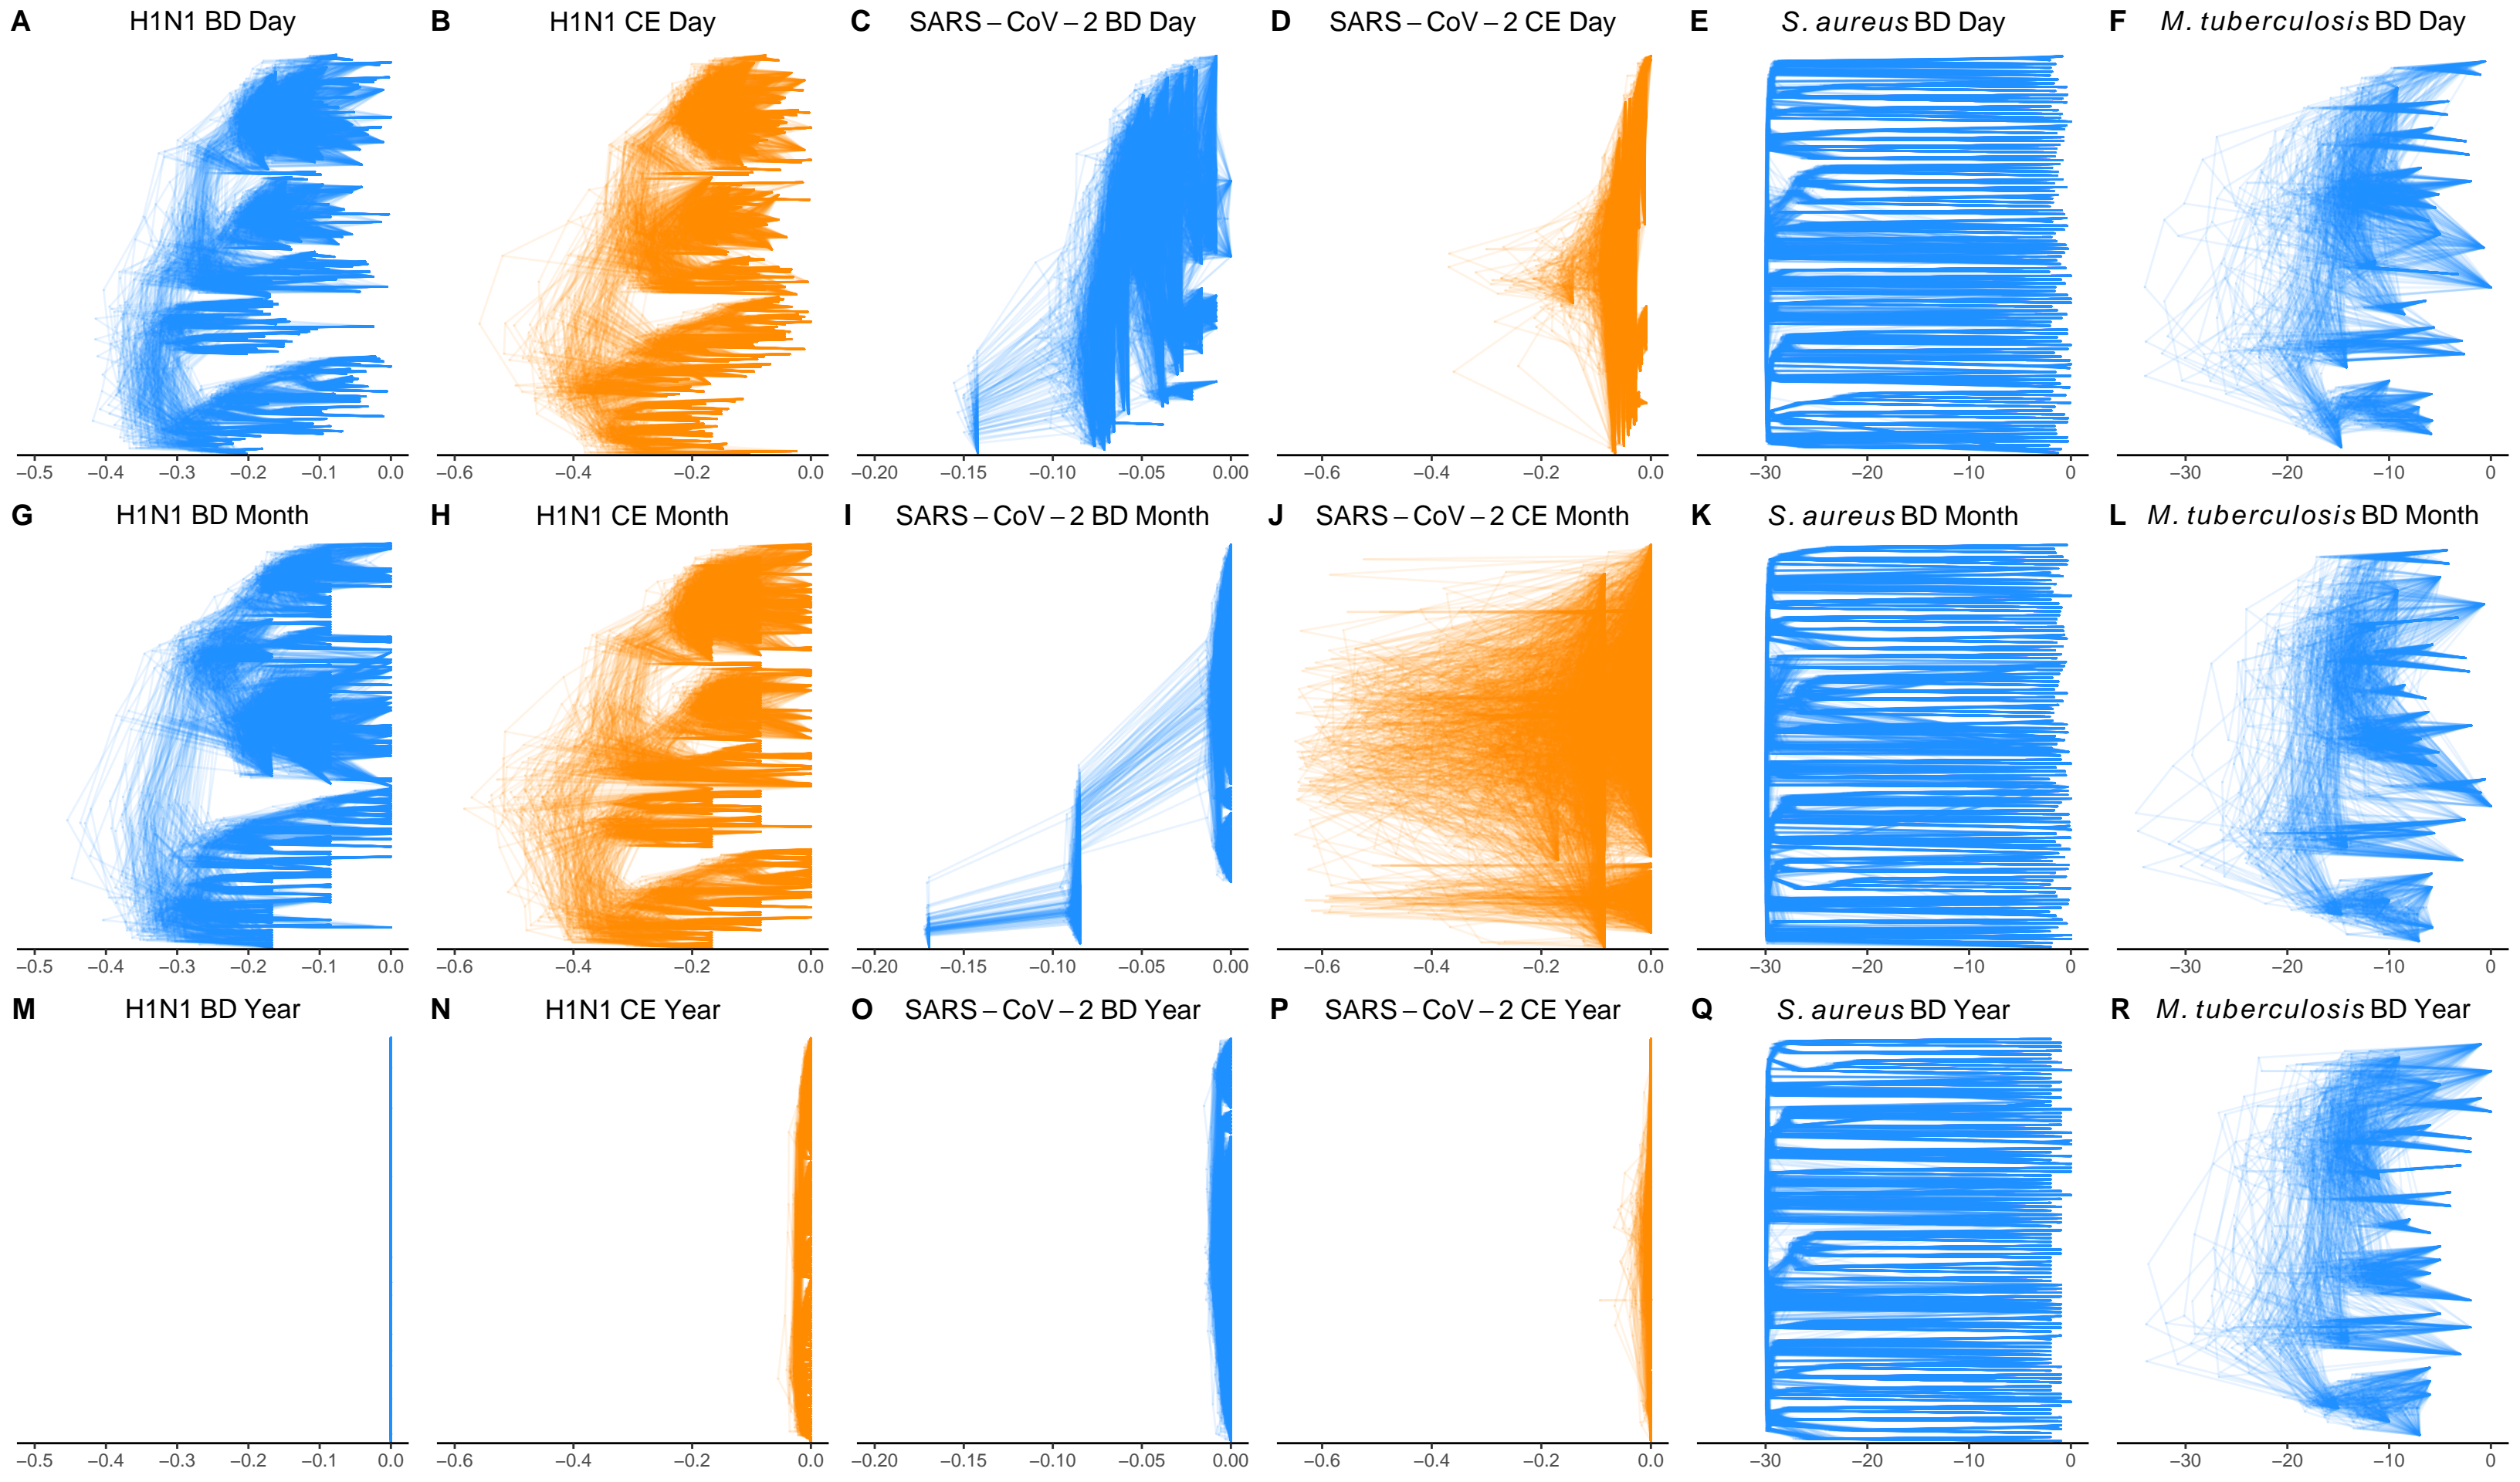 A H1N1 BD Day
B H1N1 CE Day
C SARS – CoV – 2 BD Day
D SARS – CoV – 2 CE Day
E S. aureus BD Day
F M. tuberculosis BD Day
−0.5 −0.4 −0.3 −0.2 −0.1 0.0
−0.6 −0.4 −0.2 0.0
−0.20 −0.15 −0.10 −0.05 0.00
−0.6 −0.4 −0.2 0.0
−30 −20 −10 0
−30 −20 −10 0
G H1N1 BD Month
H H1N1 CE Month
I SARS – CoV – 2 BD Month
J SARS – CoV – 2 CE Month
K S. aureus BD Month
L M. tuberculosis BD Month
−0.5 −0.4 −0.3 −0.2 −0.1 0.0
−0.6 −0.4 −0.2 0.0
−0.20 −0.15 −0.10 −0.05 0.00
−0.6 −0.4 −0.2 0.0
−30 −20 −10 0
−30 −20 −10 0
M H1N1 BD Year
N H1N1 CE Year
O SARS – CoV – 2 BD Year
P SARS – CoV – 2 CE Year
Q S. aureus BD Year
R M. tuberculosis BD Year
−0.5 −0.4 −0.3 −0.2 −0.1 0.0
−0.6 −0.4 −0.2 0.0
−0.20 −0.15 −0.10 −0.05 0.00
−0.6 −0.4 −0.2 0.0
−30 −20 −10 0
−30 −20 −10 0